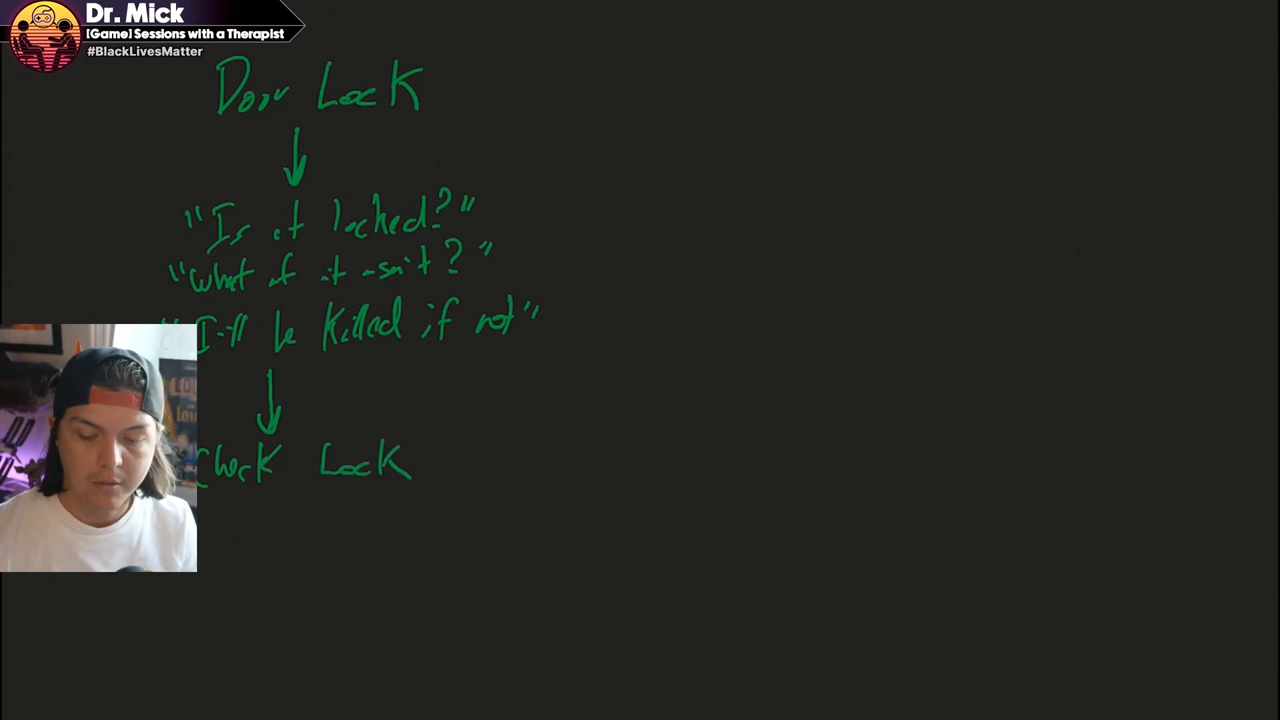 Dr. Mick
[Game] Sessions with a Therapist
#BlackLivesMatter
Door Lock
"Is it locked?"
"What if it isn't?"
"I'll be Killed if not"
Check Lock